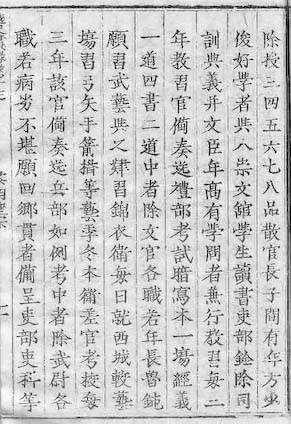 除授三四五六七八品散官長子間有年方少
俊好學者共八崇文館學生讀書吏部銓除司
訓典義并文臣年高有學問者無行教習每三
年教習官備奏迄禮部考試暗寫本一場經義
一道四書二道中者除文官各職若年長魯鈍
願習武藝典之肄習錦衣衛每日就西城較藝
場習弓矢手箭等藝季冬本衛差官考校每
三年該官備奏迄兵部如例考中者除武尉各
職若病劣不堪願回鄉貫者備呈吏部吏科等